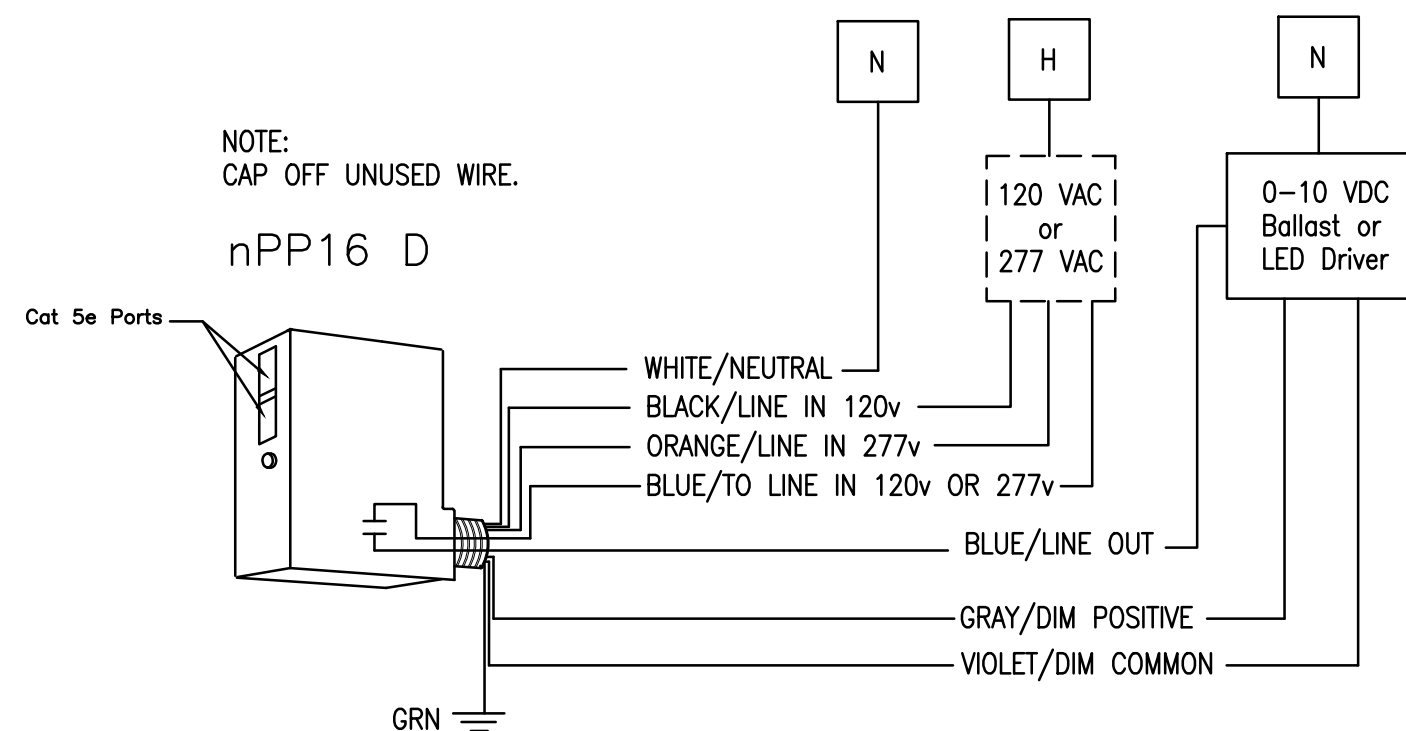 N
H
N
NOTE:
CAP OFF UNUSED WIRE.
120 VAC
or
277 VAC
0-10 VDC
Ballast or
LED Driver
nPP16 D
Cat 5e Ports
WHITE/NEUTRAL
BLACK/LINE IN 120v
ORANGE/LINE IN 277v
BLUE/TO LINE IN 120v OR 277v
BLUE/LINE OUT
GRAY/DIM POSITIVE
VIOLET/DIM COMMON
GRN